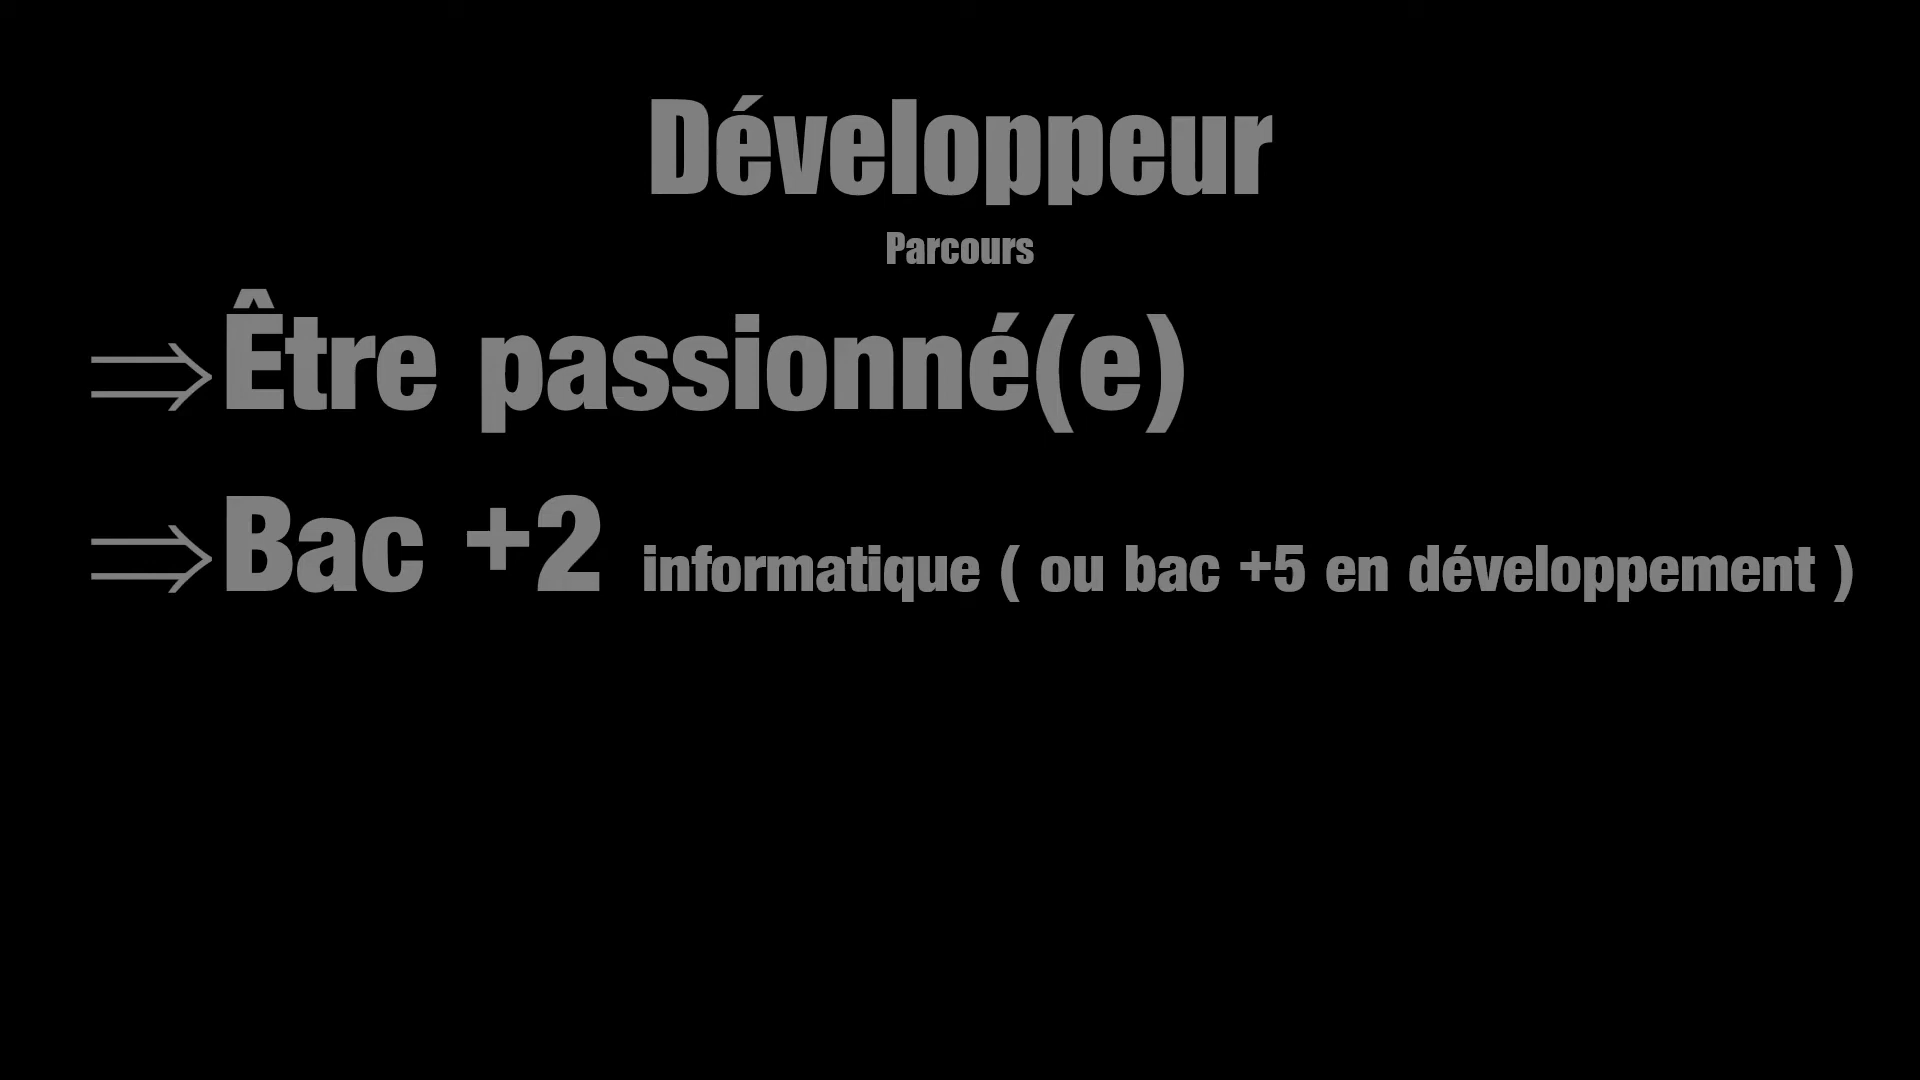 Développeur
Parcours
⇒Être passionné(e)
⇒Bac +2 informatique ( ou bac +5 en développement )